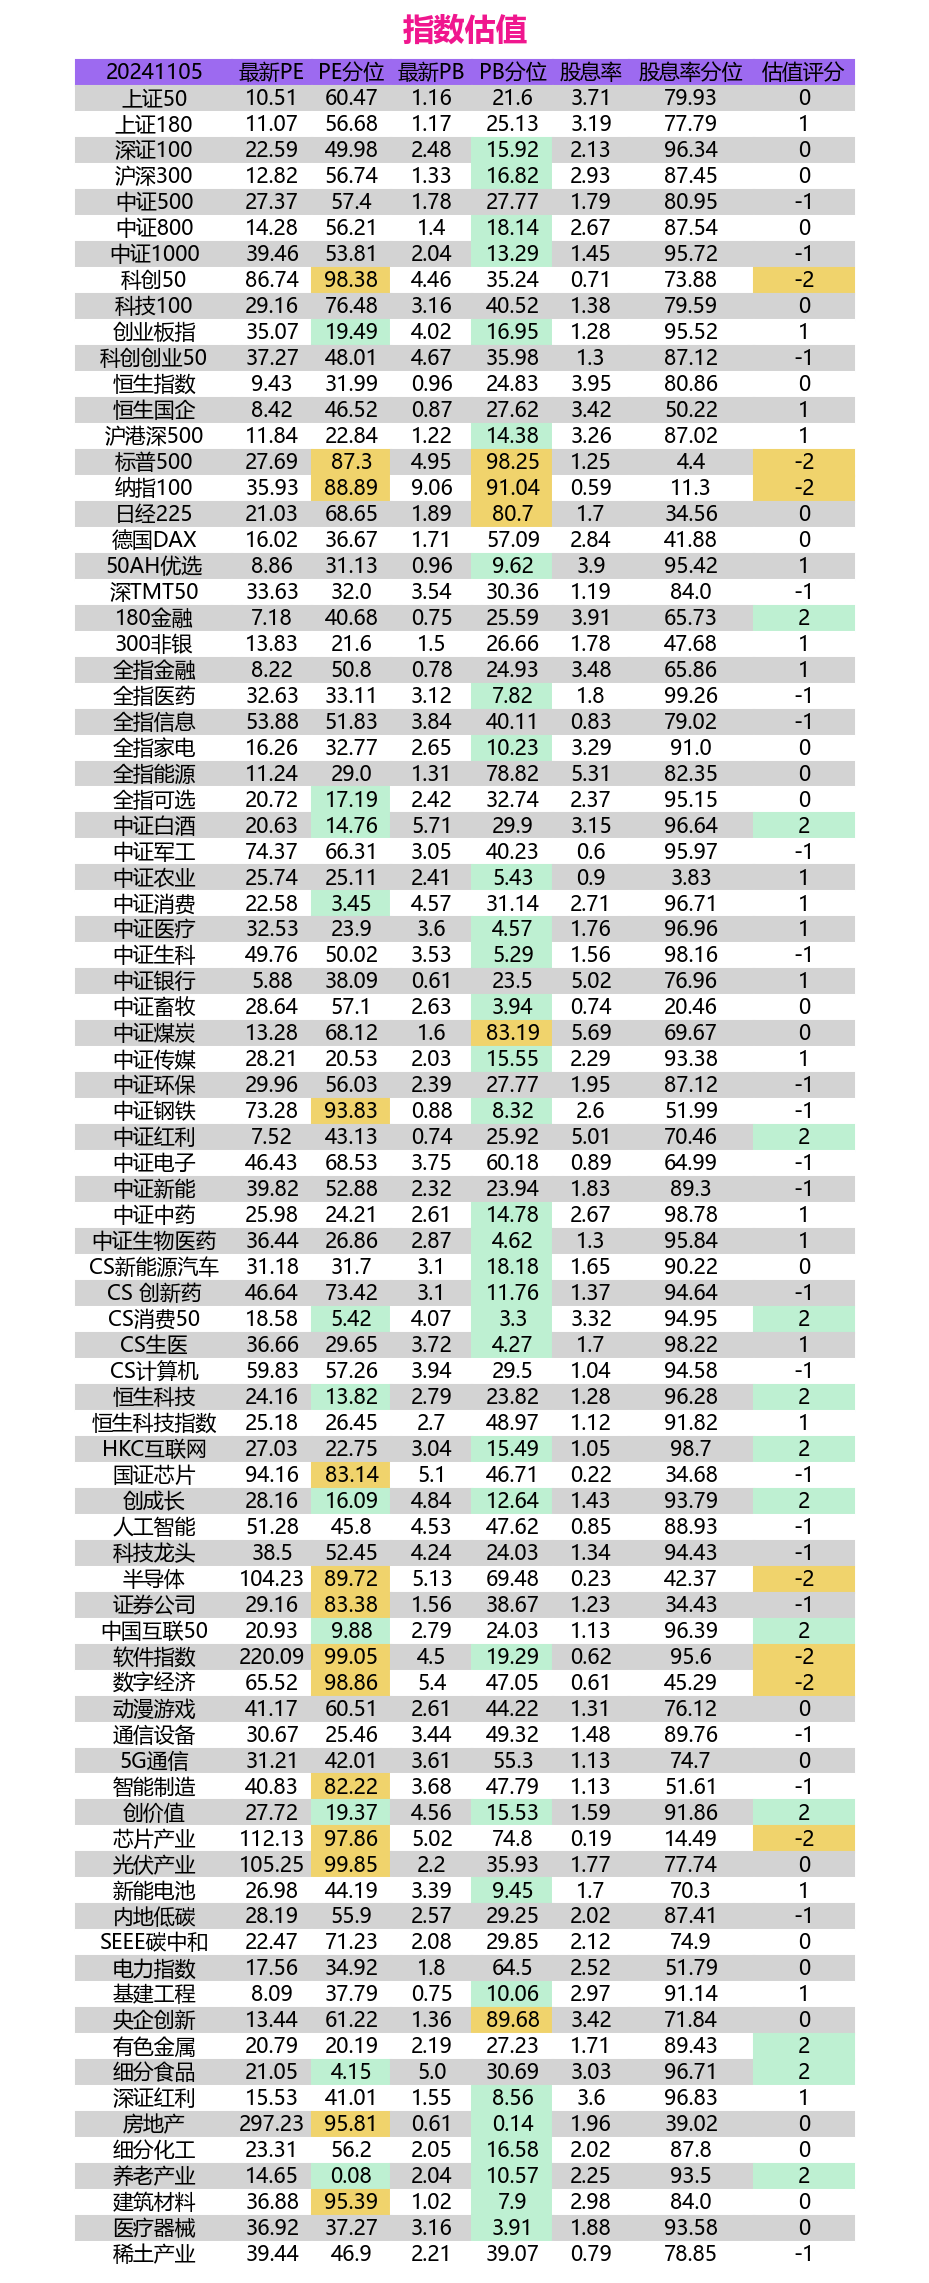 指数估值
20241105 最新PE PE分位 最新PB PB分位 股息率 股息率分位 估值评分
上证50 10.51 60.47 1.16 21.6 3.71 79.93 0
上证180 11.07 56.68 1.17 25.13 3.19 77.79 1
深证100 22.59 49.98 2.48 15.92 2.13 96.34 0
沪深300 12.82 56.74 1.33 16.82 2.93 87.45 0
中证500 27.37 57.4 1.78 27.77 1.79 80.95 -1
中证800 14.28 56.21 1.4 18.14 2.67 87.54 0
中证1000 39.46 53.81 2.04 13.29 1.45 95.72 -1
科创50 86.74 98.38 4.46 35.24 0.71 73.88 -2
科技100 29.16 76.48 3.16 40.52 1.38 79.59 0
创业板指 35.07 19.49 4.02 16.95 1.28 95.52 1
科创创业50 37.27 48.01 4.67 35.98 1.3 87.12 -1
恒生指数 9.43 31.99 0.96 24.83 3.95 80.86 0
恒生国企 8.42 46.52 0.87 27.62 3.42 50.22 1
沪港深500 11.84 22.84 1.22 14.38 3.26 87.02 1
标普500 27.69 87.3 4.95 98.25 1.25 4.4 -2
纳指100 35.93 88.89 9.06 91.04 0.59 11.3 -2
日经225 21.03 68.65 1.89 80.7 1.7 34.56 0
德国DAX 16.02 36.67 1.71 57.09 2.84 41.88 0
50AH优选 8.86 31.13 0.96 9.62 3.9 95.42 1
深TMT50 33.63 32.0 3.54 30.36 1.19 84.0 -1
180金融 7.18 40.68 0.75 25.59 3.91 65.73 2
300非银 13.83 21.6 1.5 26.66 1.78 47.68 1
全指金融 8.22 50.8 0.78 24.93 3.48 65.86 1
全指医药 32.63 33.11 3.12 7.82 1.8 99.26 -1
全指信息 53.88 51.83 3.84 40.11 0.83 79.02 -1
全指家电 16.26 32.77 2.65 10.23 3.29 91.0 0
全指能源 11.24 29.0 1.31 78.82 5.31 82.35 0
全指可选 20.72 17.19 2.42 32.74 2.37 95.15 0
中证白酒 20.63 14.76 5.71 29.9 3.15 96.64 2
中证军工 74.37 66.31 3.05 40.23 0.6 95.97 -1
中证农业 25.74 25.11 2.41 5.43 0.9 3.83 1
中证消费 22.58 3.45 4.57 31.14 2.71 96.71 1
中证医疗 32.53 23.9 3.6 4.57 1.76 96.96 1
中证生科 49.76 50.02 3.53 5.29 1.56 98.16 -1
中证银行 5.88 38.09 0.61 23.5 5.02 76.96 1
中证畜牧 28.64 57.1 2.63 3.94 0.74 20.46 0
中证煤炭 13.28 68.12 1.6 83.19 5.69 69.67 0
中证传媒 28.21 20.53 2.03 15.55 2.29 93.38 1
中证环保 29.96 56.03 2.39 27.77 1.95 87.12 -1
中证钢铁 73.28 93.83 0.88 8.32 2.6 51.99 -1
中证红利 7.52 43.13 0.74 25.92 5.01 70.46 2
中证电子 46.43 68.53 3.75 60.18 0.89 64.99 -1
中证新能 39.82 52.88 2.32 23.94 1.83 89.3 -1
中证中药 25.98 24.21 2.61 14.78 2.67 98.78 1
中证生物医药 36.44 26.86 2.87 4.62 1.3 95.84 1
CS新能源汽车 31.18 31.7 3.1 18.18 1.65 90.22 0
CS 创新药 46.64 73.42 3.1 11.76 1.37 94.64 -1
CS消费50 18.58 5.42 4.07 3.3 3.32 94.95 2
CS生医 36.66 29.65 3.72 4.27 1.7 98.22 1
CS计算机 59.83 57.26 3.94 29.5 1.04 94.58 -1
恒生科技 24.16 13.82 2.79 23.82 1.28 96.28 2
恒生科技指数 25.18 26.45 2.7 48.97 1.12 91.82 1
HKC互联网 27.03 22.75 3.04 15.49 1.05 98.7 2
国证芯片 94.16 83.14 5.1 46.71 0.22 34.68 -1
创成长 28.16 16.09 4.84 12.64 1.43 93.79 2
人工智能 51.28 45.8 4.53 47.62 0.85 88.93 -1
科技龙头 38.5 52.45 4.24 24.03 1.34 94.43 -1
半导体 104.23 89.72 5.13 69.48 0.23 42.37 -2
证券公司 29.16 83.38 1.56 38.67 1.23 34.43 -1
中国互联50 20.93 9.88 2.79 24.03 1.13 96.39 2
软件指数 220.09 99.05 4.5 19.29 0.62 95.6 -2
数字经济 65.52 98.86 5.4 47.05 0.61 45.29 -2
动漫游戏 41.17 60.51 2.61 44.22 1.31 76.12 0
通信设备 30.67 25.46 3.44 49.32 1.48 89.76 -1
5G通信 31.21 42.01 3.61 55.3 1.13 74.7 0
智能制造 40.83 82.22 3.68 47.79 1.13 51.61 -1
创价值 27.72 19.37 4.56 15.53 1.59 91.86 2
芯片产业 112.13 97.86 5.02 74.8 0.19 14.49 -2
光伏产业 105.25 99.85 2.2 35.93 1.77 77.74 0
新能电池 26.98 44.19 3.39 9.45 1.7 70.3 1
内地低碳 28.19 55.9 2.57 29.25 2.02 87.41 -1
SEEE碳中和 22.47 71.23 2.08 29.85 2.12 74.9 0
电力指数 17.56 34.92 1.8 64.5 2.52 51.79 0
基建工程 8.09 37.79 0.75 10.06 2.97 91.14 1
央企创新 13.44 61.22 1.36 89.68 3.42 71.84 0
有色金属 20.79 20.19 2.19 27.23 1.71 89.43 2
细分食品 21.05 4.15 5.0 30.69 3.03 96.71 2
深证红利 15.53 41.01 1.55 8.56 3.6 96.83 1
房地产 297.23 95.81 0.61 0.14 1.96 39.02 0
细分化工 23.31 56.2 2.05 16.58 2.02 87.8 0
养老产业 14.65 0.08 2.04 10.57 2.25 93.5 2
建筑材料 36.88 95.39 1.02 7.9 2.98 84.0 0
医疗器械 36.92 37.27 3.16 3.91 1.88 93.58 0
稀土产业 39.44 46.9 2.21 39.07 0.79 78.85 -1